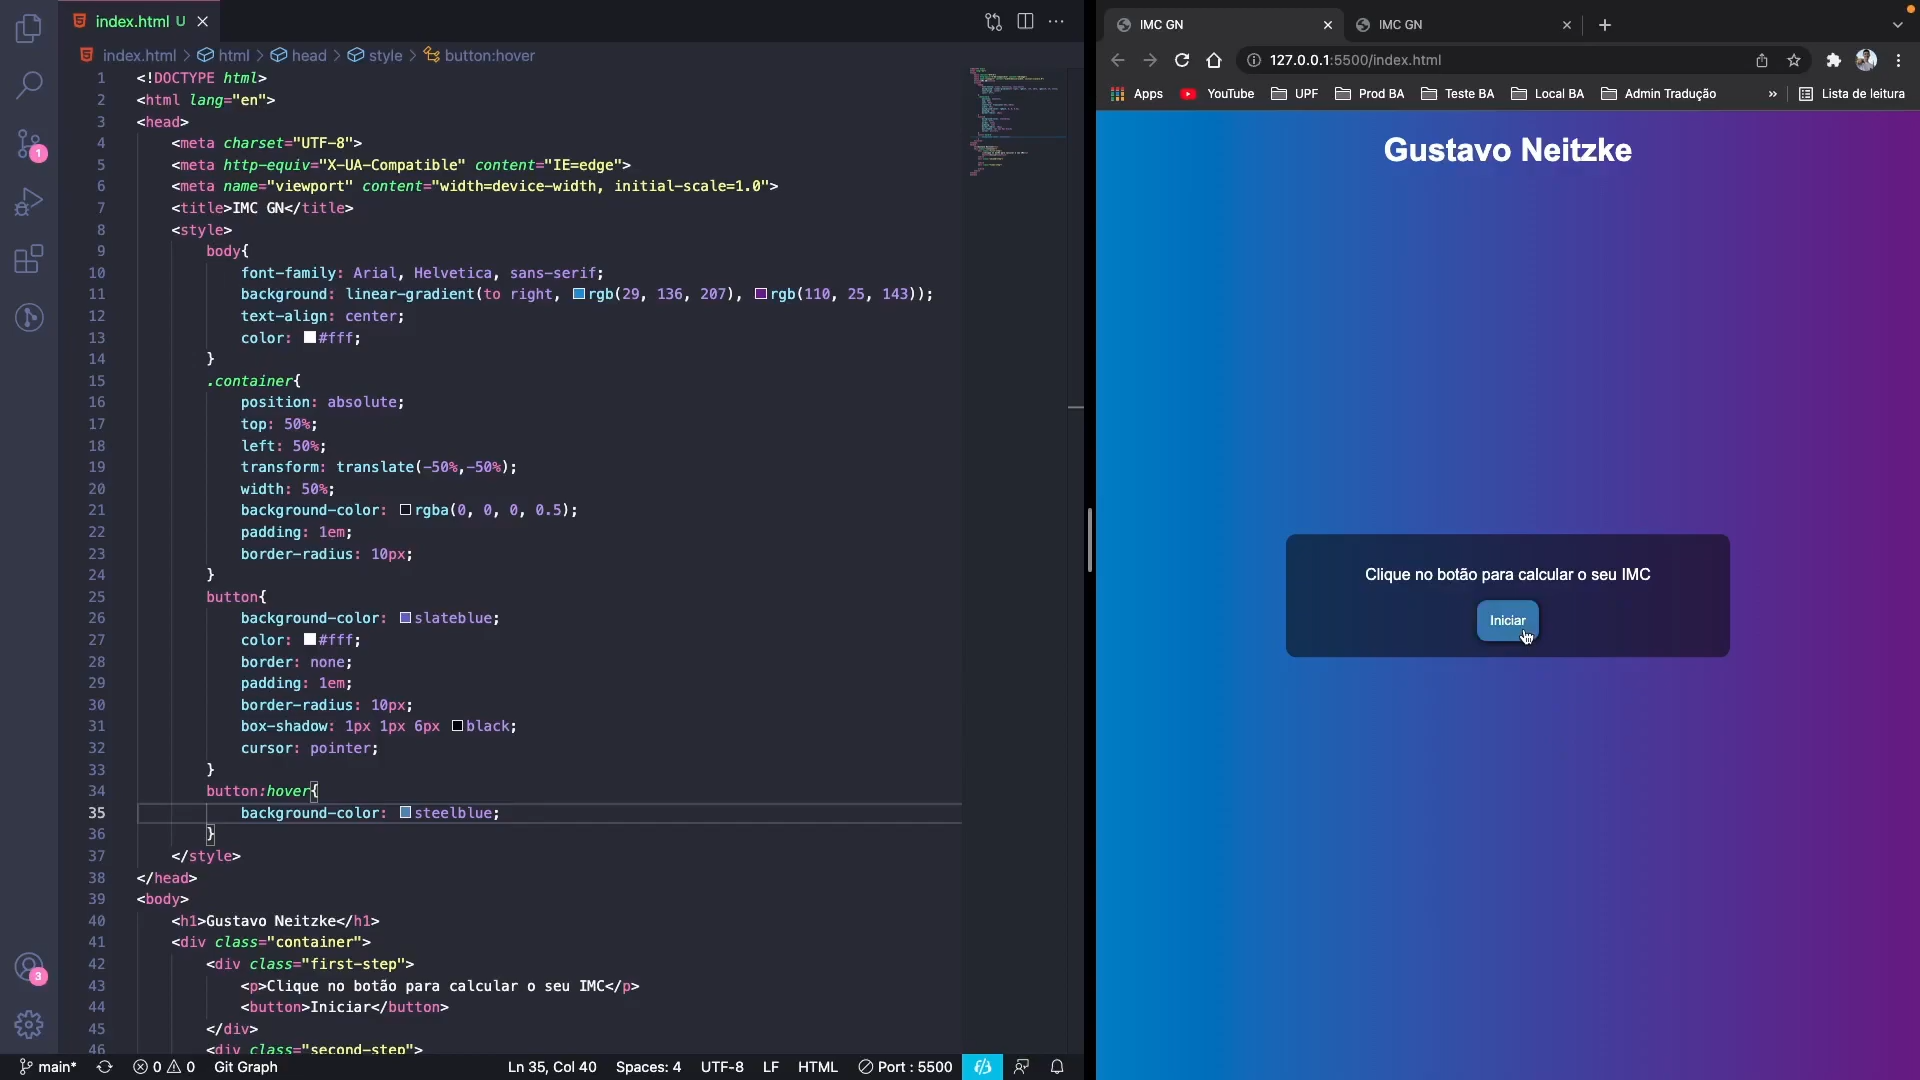 index.html U
index.html > html > head > style > button:hover
1 <!DOCTYPE html>
2 <html lang="en">
3 <head>
4 <meta charset="UTF-8">
5 <meta http-equiv="X-UA-Compatible" content="IE=edge">
6 <meta name="viewport" content="width=device-width, initial-scale=1.0">
7 <title>IMC GN</title>
8 <style>
9 body{
10 font-family: Arial, Helvetica, sans-serif;
11 background: linear-gradient(to right, rgb(29, 136, 207), rgb(110, 25, 143));
12 text-align: center;
13 color: #fff;
14 }
15 .container{
16 position: absolute;
17 top: 50%;
18 left: 50%;
19 transform: translate(-50%,-50%);
20 width: 50%;
21 background-color: rgba(0, 0, 0, 0.5);
22 padding: 1em;
23 border-radius: 10px;
24 }
25 button{
26 background-color: slateblue;
27 color: #fff;
28 border: none;
29 padding: 1em;
30 border-radius: 10px;
31 box-shadow: 1px 1px 6px black;
32 cursor: pointer;
33 }
34 button:hover{
35 background-color: steelblue;
36 }
37 </style>
38 </head>
39 <body>
40 <h1>Gustavo Neitzke</h1>
41 <div class="container">
42 <div class="first-step">
43 <p>Clique no botão para calcular o seu IMC</p>
44 <button>Iniciar</button>
45 </div>
46 <div class="second-step">
1
3
main* 0 0 Git Graph Ln 35, Col 40 Spaces: 4 UTF-8 LF HTML Port : 5500
IMC GN IMC GN
127.0.0.1:5500/index.html
Apps YouTube UPF Prod BA Teste BA Local BA Admin Tradução » Lista de leitura
Gustavo Neitzke
Clique no botão para calcular o seu IMC
Iniciar